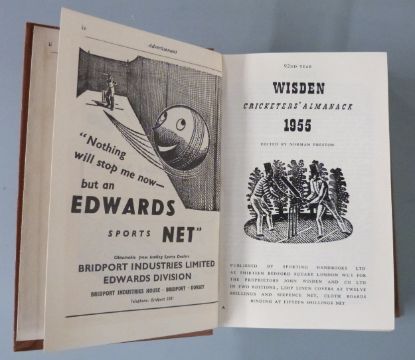 Advertisement
"Nothing
will stop me now—
but an
EDWARDS
SPORTS NET"
Obtainable from leading Sports Dealers
BRIDPORT INDUSTRIES LIMITED
EDWARDS DIVISION
BRIDPORT INDUSTRIES HOUSE · BRIDPORT · DORSET
92ND YEAR
WISDEN
CRICKETERS' ALMANACK
1955
EDITED BY NORMAN PRESTON
PUBLISHED BY SPORTING HANDBOOKS LTD
AT THIRTEEN BEDFORD SQUARE LONDON WC1 FOR
THE PROPRIETORS JOHN WISDEN AND CO LTD
IN TWO EDITIONS, LIMP LINEN COVERS AT TWELVE
SHILLINGS AND SIXPENCE NET, CLOTH BOARDS
BINDING AT FIFTEEN SHILLINGS NET